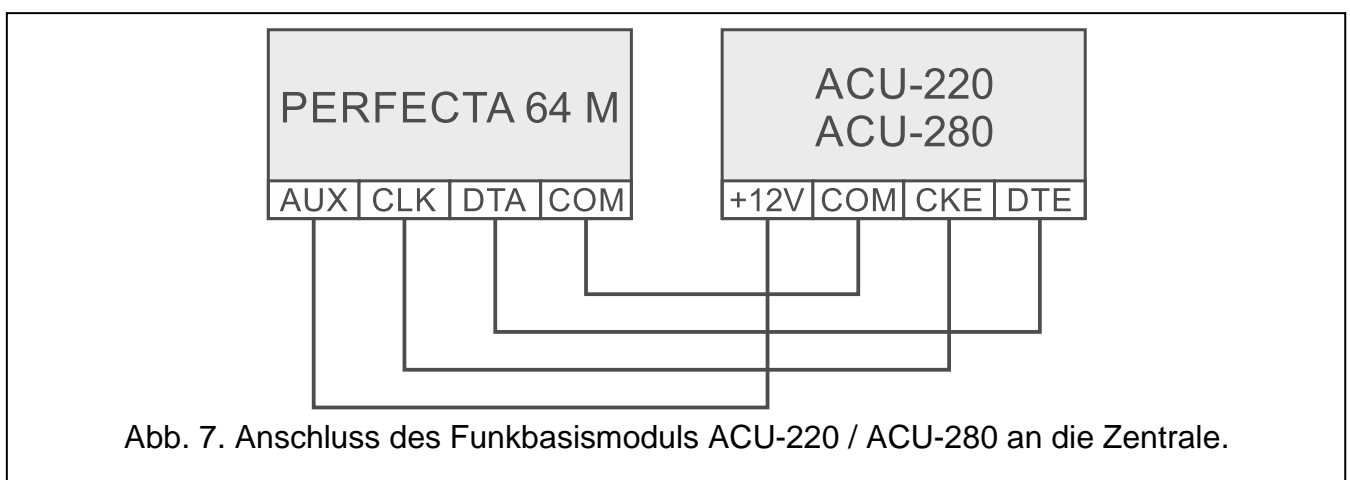 PERFECTA 64 M
AUX CLK DTA COM
ACU-220
ACU-280
+12V COM CKE DTE
Abb. 7. Anschluss des Funkbasismoduls ACU-220 / ACU-280 an die Zentrale.